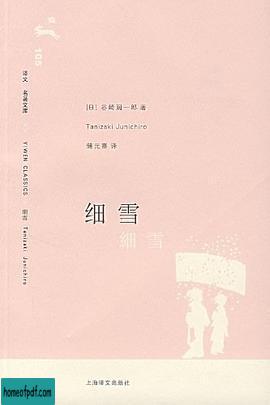 105
译文 名著文库
YIWEN CLASSICS
细雪
Tanizaki Junichiro
[日] 谷崎润一郎 著
Tanizaki Junichiro
储元熹 译
细雪
細雪
上海译文出版社
homeofpdf.com